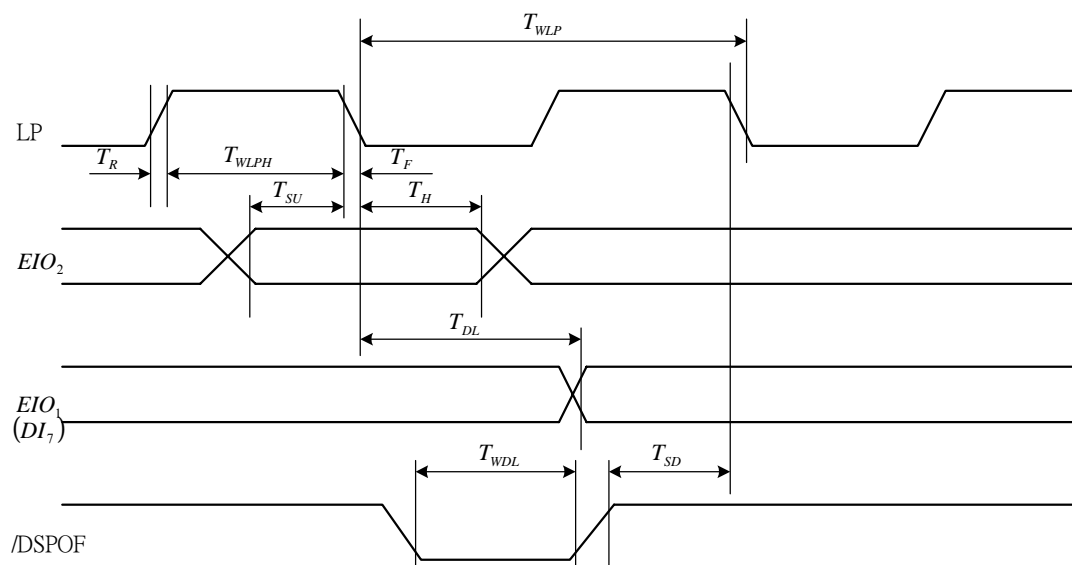 T_WLP
LP
T_R
T_WLPH
T_F
T_SU
T_H
EIO_2
T_DL
EIO_1
(DI_7)
T_WDL
T_SD
/DSPOF